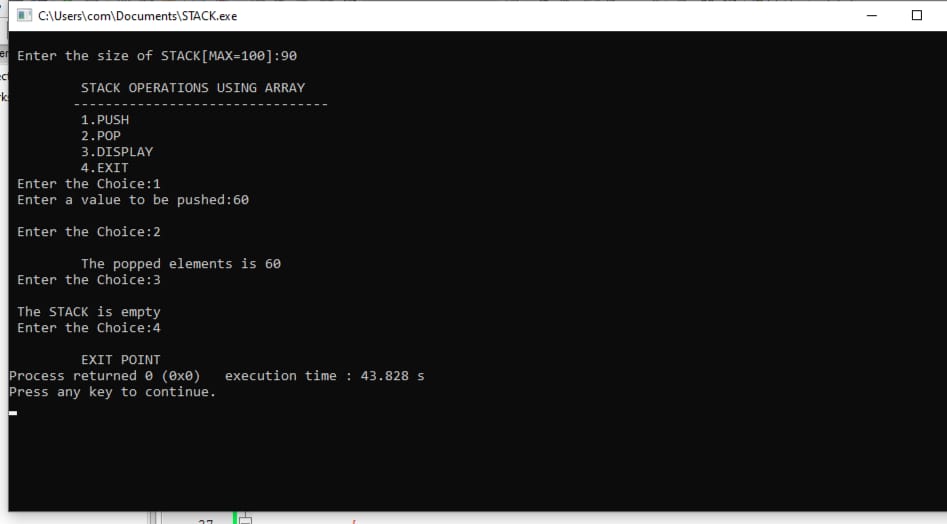 C:\Users\com\Documents\STACK.exe
Enter the size of STACK[MAX=100]:90
STACK OPERATIONS USING ARRAY
--------------------------------
1.PUSH
2.POP
3.DISPLAY
4.EXIT
Enter the Choice:1
Enter a value to be pushed:60
Enter the Choice:2
The popped elements is 60
Enter the Choice:3
The STACK is empty
Enter the Choice:4
EXIT POINT
Process returned 0 (0x0)   execution time : 43.828 s
Press any key to continue.